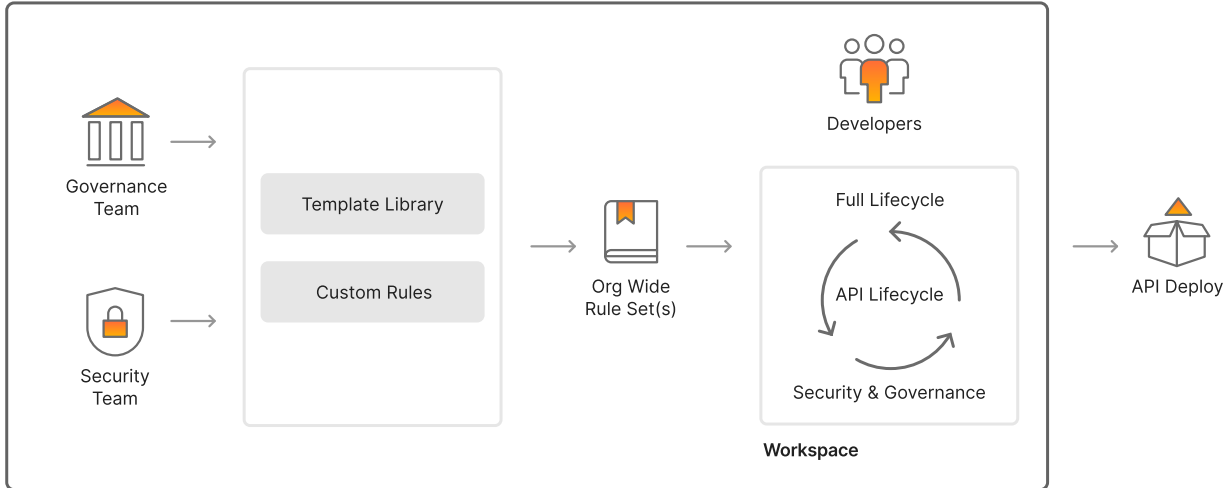 Governance
Team
Security
Team
Template Library
Custom Rules
Org Wide
Rule Set(s)
Developers
Full Lifecycle
API Lifecycle
Security & Governance
Workspace
API Deploy